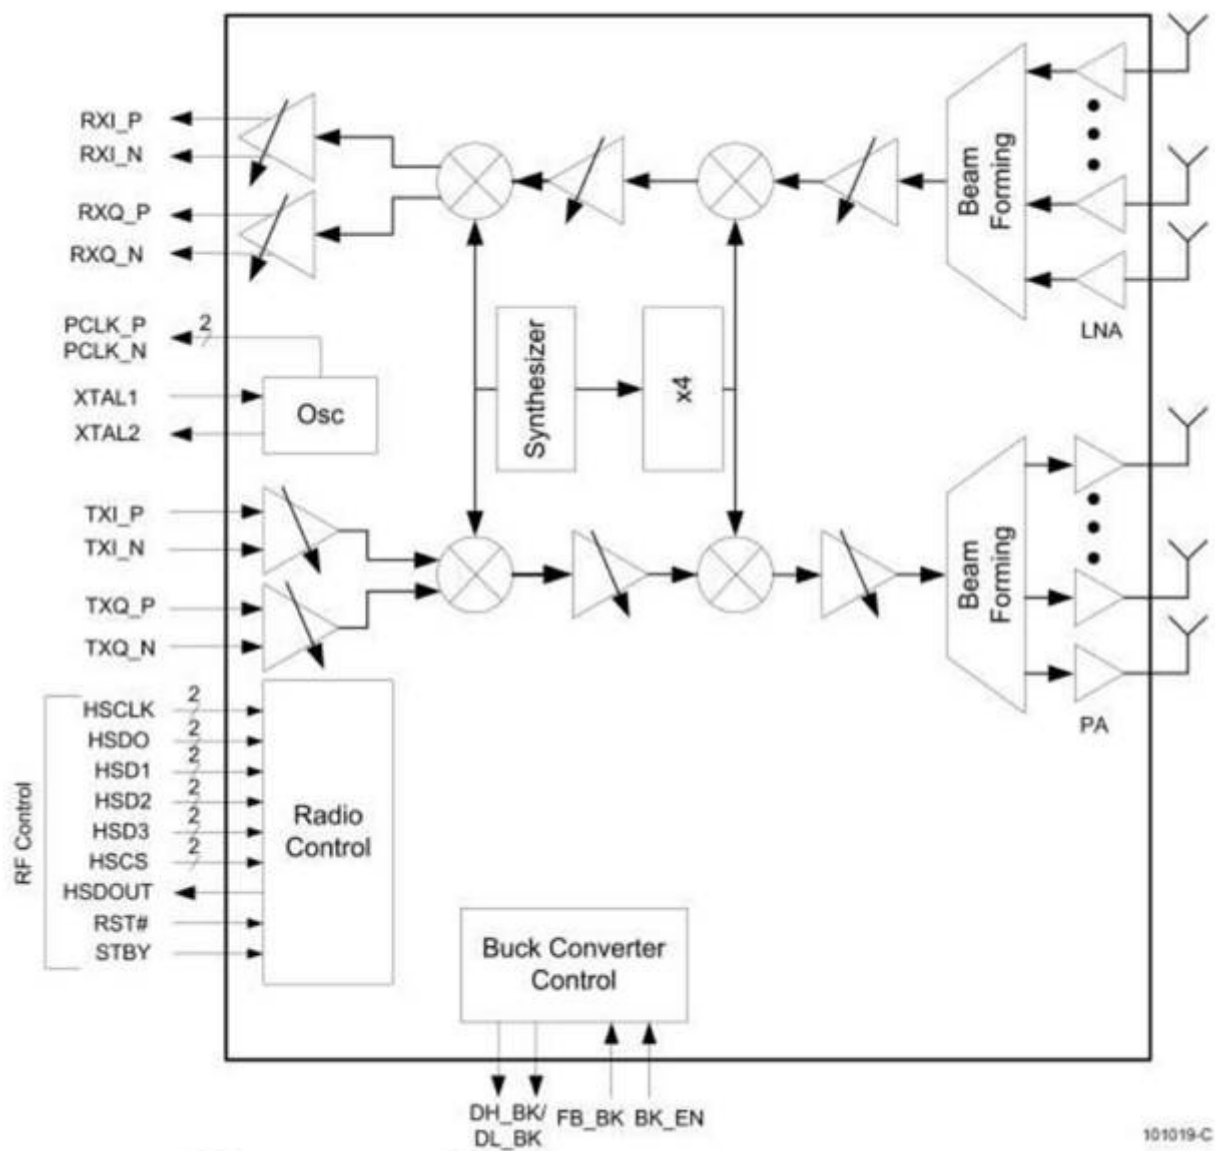 RXI_P
RXI_N
RXQ_P
RXQ_N
PCLK_P
PCLK_N
2
XTAL1
XTAL2
Osc
Synthesizer
x4
Beam
Forming
LNA
TXI_P
TXI_N
TXQ_P
TXQ_N
Beam
Forming
PA
RF Control
HSCLK
2
HSDO
2
HSD1
2
HSD2
2
HSD3
2
HSCS
2
HSDOUT
RST#
STBY
Radio
Control
Buck Converter
Control
DH_BK/
DL_BK
FB_BK
BK_EN
101019-C